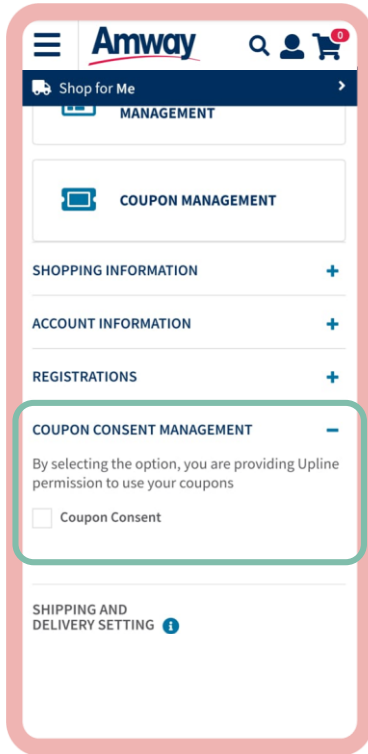 Amway
0
Shop for Me
MANAGEMENT
COUPON MANAGEMENT
SHOPPING INFORMATION
ACCOUNT INFORMATION
REGISTRATIONS
COUPON CONSENT MANAGEMENT
By selecting the option, you are providing Upline
permission to use your coupons
Coupon Consent
SHIPPING AND
DELIVERY SETTING